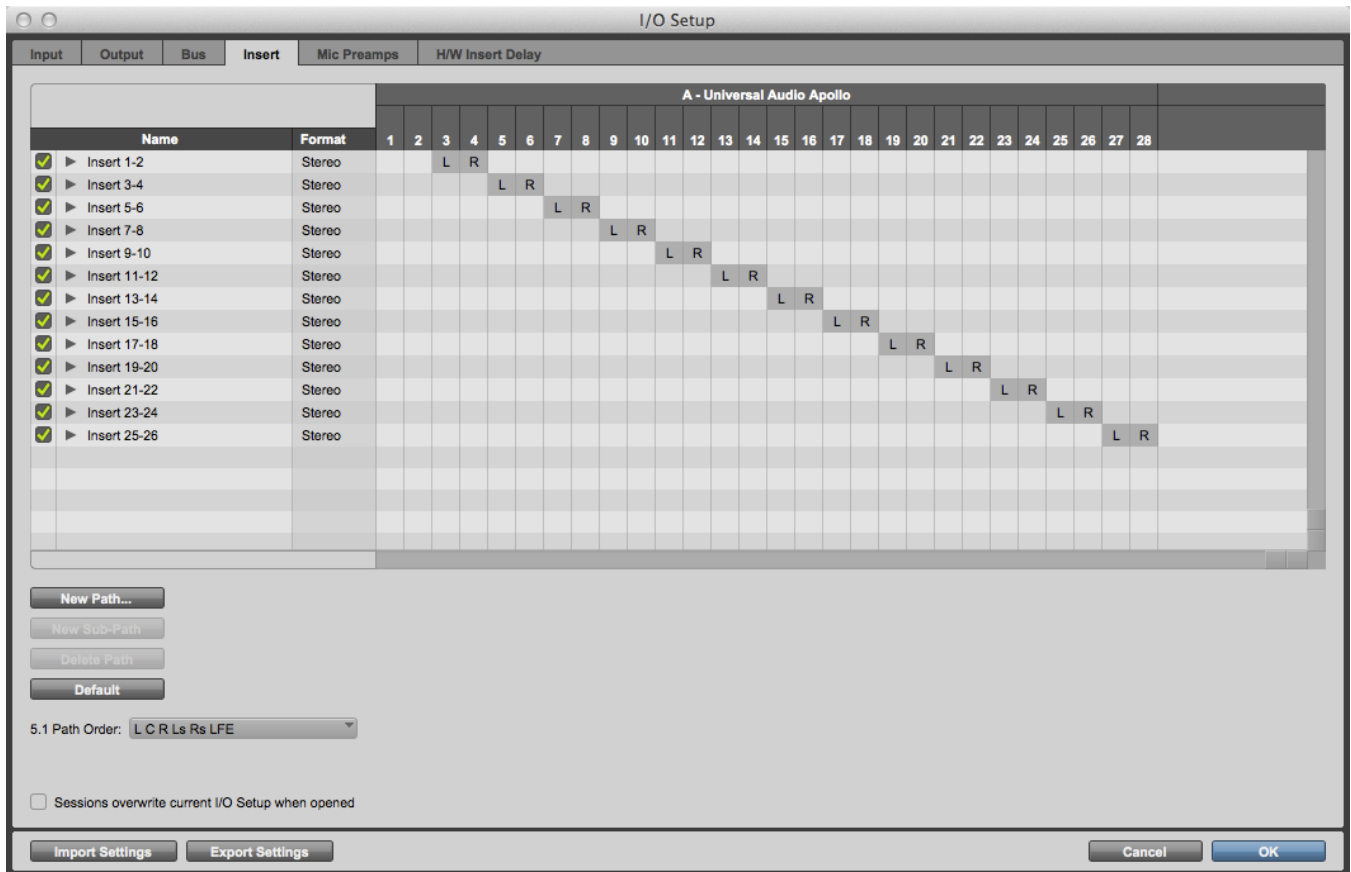 I/O Setup
Input Output Bus Insert Mic Preamps H/W Insert Delay
A - Universal Audio Apollo
Name Format 1 2 3 4 5 6 7 8 9 10 11 12 13 14 15 16 17 18 19 20 21 22 23 24 25 26 27 28
Insert 1-2 Stereo L R
Insert 3-4 Stereo L R
Insert 5-6 Stereo L R
Insert 7-8 Stereo L R
Insert 9-10 Stereo L R
Insert 11-12 Stereo L R
Insert 13-14 Stereo L R
Insert 15-16 Stereo L R
Insert 17-18 Stereo L R
Insert 19-20 Stereo L R
Insert 21-22 Stereo L R
Insert 23-24 Stereo L R
Insert 25-26 Stereo L R
New Path...
New Sub-Path
Delete Path
Default
5.1 Path Order: L C R Ls Rs LFE
Sessions overwrite current I/O Setup when opened
Import Settings Export Settings Cancel OK